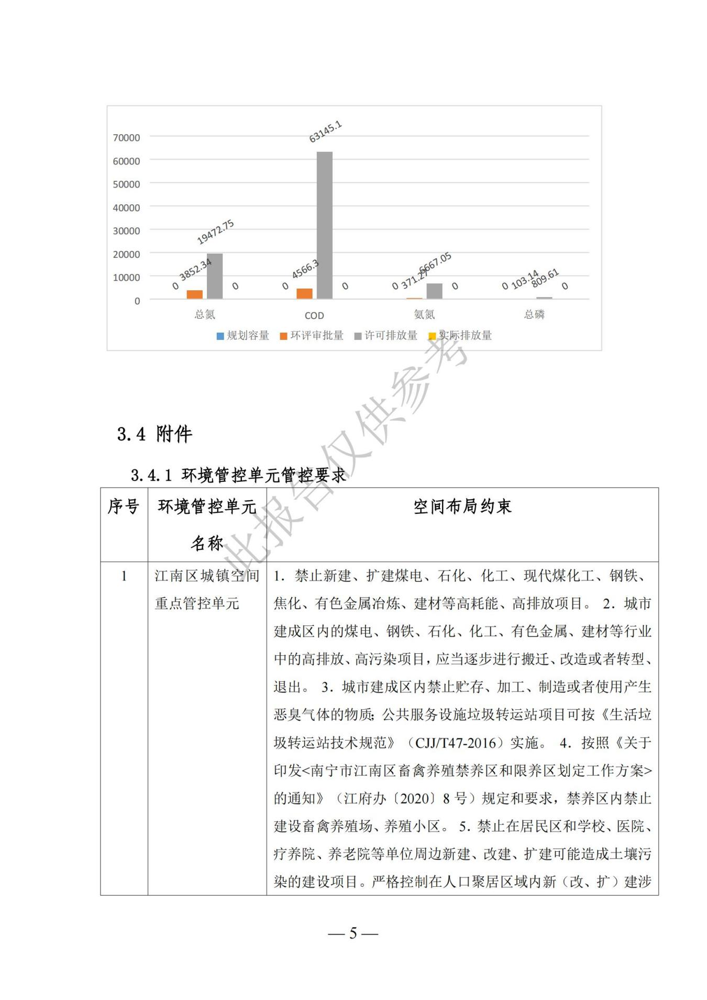 70000
60000
50000
40000
30000
20000
10000
0
0 3852.34 19472.75 0
0 4566.3 63145.1 0
0 371.27 6667.05 0
0 103.14 809.61 0
总氮 COD 氨氮 总磷
规划容量 环评审批量 许可排放量 实际排放量
此报告仅供参考
3.4 附件
3.4.1 环境管控单元管控要求
序号 环境管控单元 空间布局约束
名称
1 江南区城镇空间 1．禁止新建、扩建煤电、石化、化工、现代煤化工、钢铁、
重点管控单元 焦化、有色金属冶炼、建材等高耗能、高排放项目。 2．城市
建成区内的煤电、钢铁、石化、化工、有色金属、建材等行业
中的高排放、高污染项目，应当逐步进行搬迁、改造或者转型、
退出。 3．城市建成区内禁止贮存、加工、制造或者使用产生
恶臭气体的物质；公共服务设施垃圾转运站项目可按《生活垃
圾转运站技术规范》（CJJ/T47-2016）实施。 4．按照《关于
印发<南宁市江南区畜禽养殖禁养区和限养区划定工作方案>
的通知》（江府办〔2020〕8 号）规定和要求，禁养区内禁止
建设畜禽养殖场、养殖小区。 5．禁止在居民区和学校、医院、
疗养院、养老院等单位周边新建、改建、扩建可能造成土壤污
染的建设项目。严格控制在人口聚居区域内新（改、扩）建涉
— 5 —